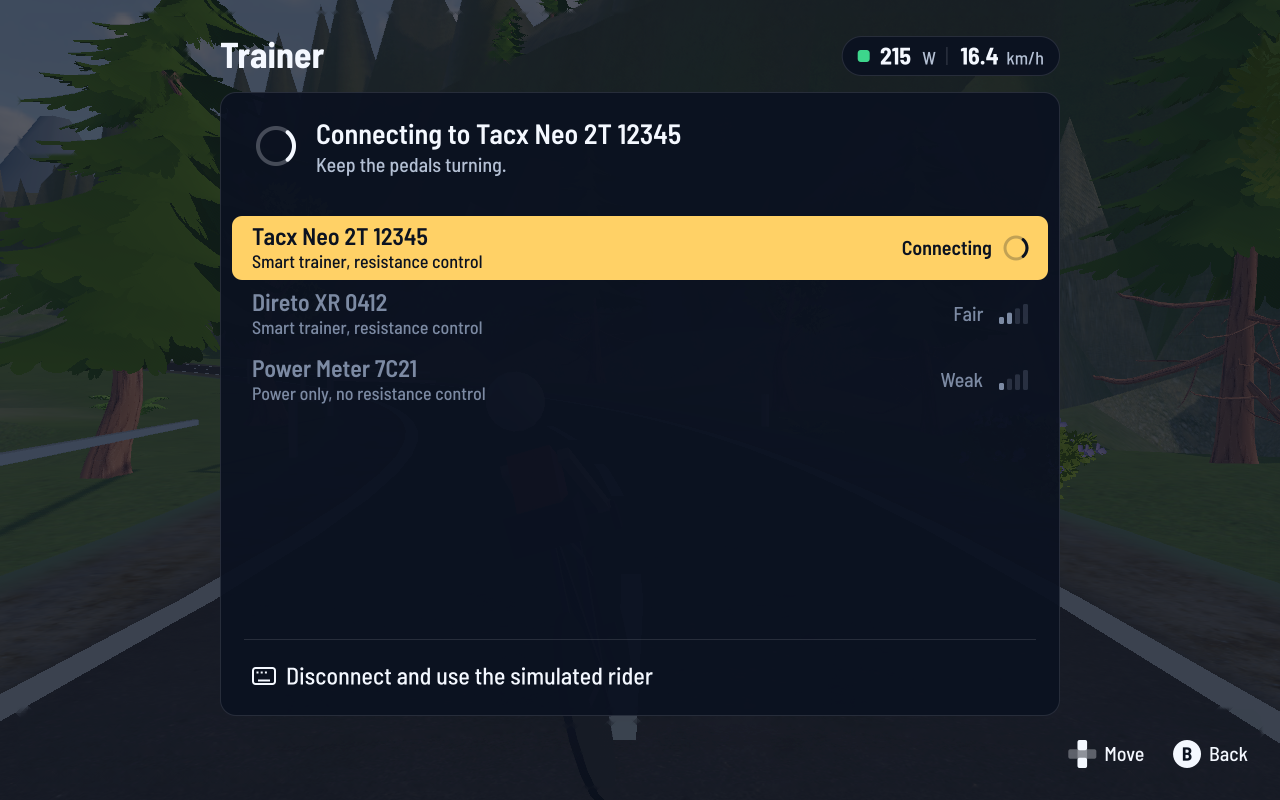 Trainer
215 W 16.4 km/h
Connecting to Tacx Neo 2T 12345
Keep the pedals turning.
Tacx Neo 2T 12345
Smart trainer, resistance control
Connecting
Direto XR 0412
Smart trainer, resistance control
Fair
Power Meter 7C21
Power only, no resistance control
Weak
Disconnect and use the simulated rider
Move
B Back